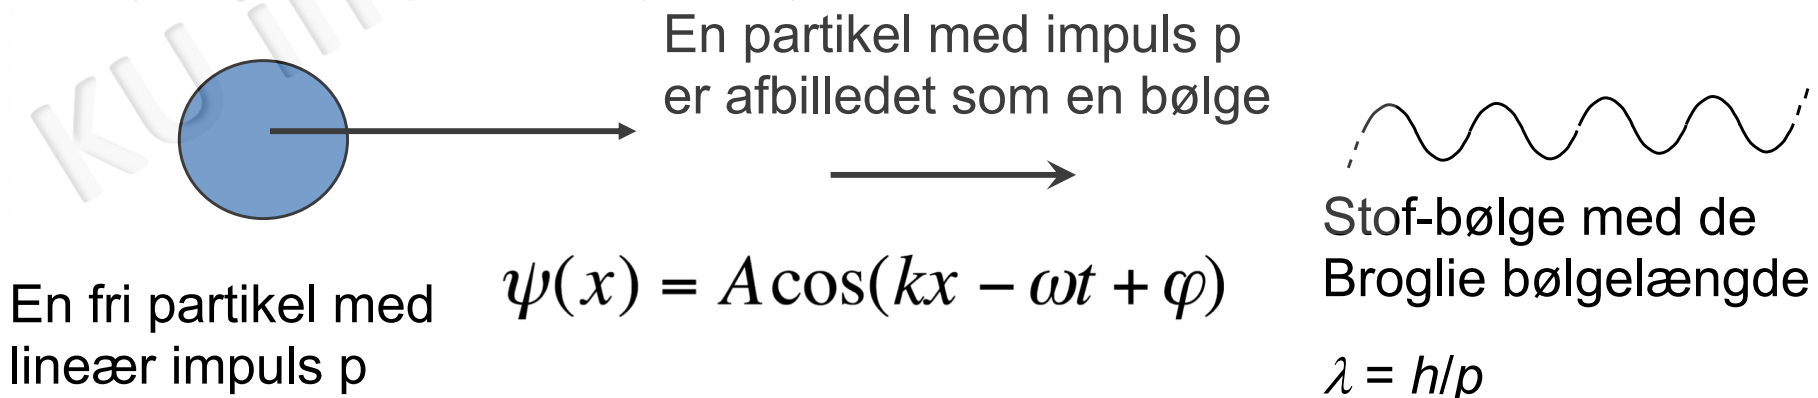 KU
En partikel med impuls p
er afbilledet som en bølge
Stof-bølge med de
Broglie bølgelængde
ψ(x) = A cos(kx − ωt + φ)
En fri partikel med
lineær impuls p
λ = h/p